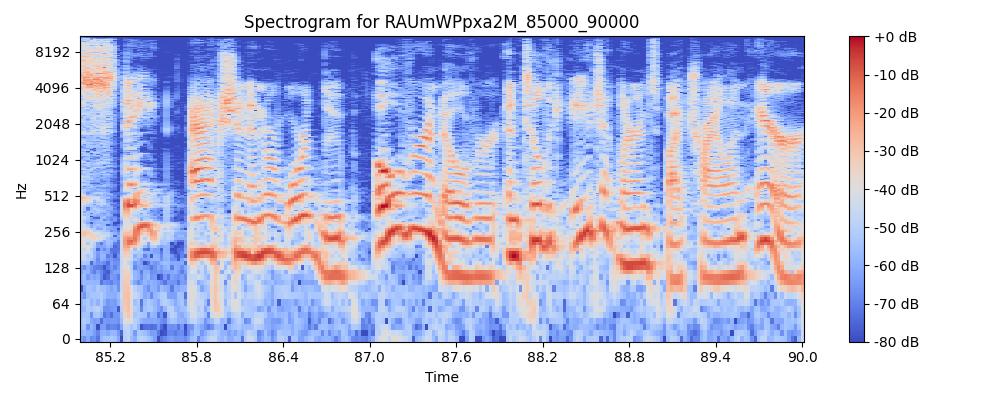 Spectrogram for RAUmWPpxa2M_85000_90000
Hz
8192
4096
2048
1024
512
256
128
64
0
85.2 85.8 86.4 87.0 87.6 88.2 88.8 89.4 90.0
Time
+0 dB
-10 dB
-20 dB
-30 dB
-40 dB
-50 dB
-60 dB
-70 dB
-80 dB